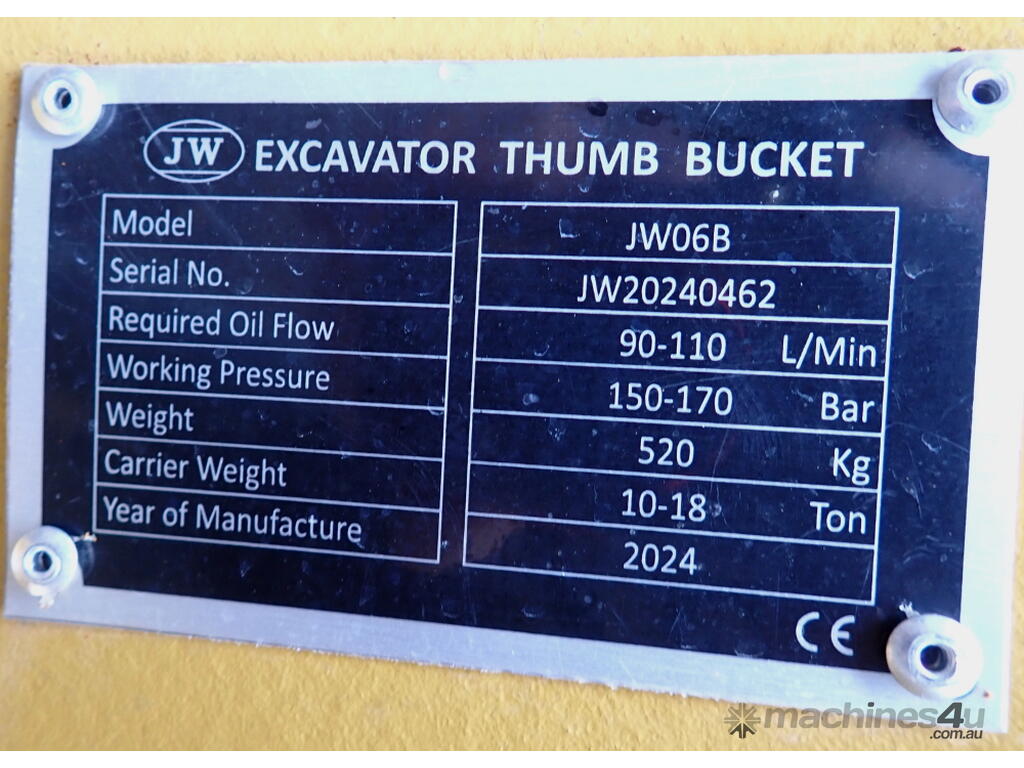 JW EXCAVATOR THUMB BUCKET
Model JW06B
Serial No. JW20240462
Required Oil Flow 90-110 L/Min
Working Pressure 150-170 Bar
Weight 520 Kg
Carrier Weight 10-18 Ton
Year of Manufacture 2024
CE
machines4u
.com.au